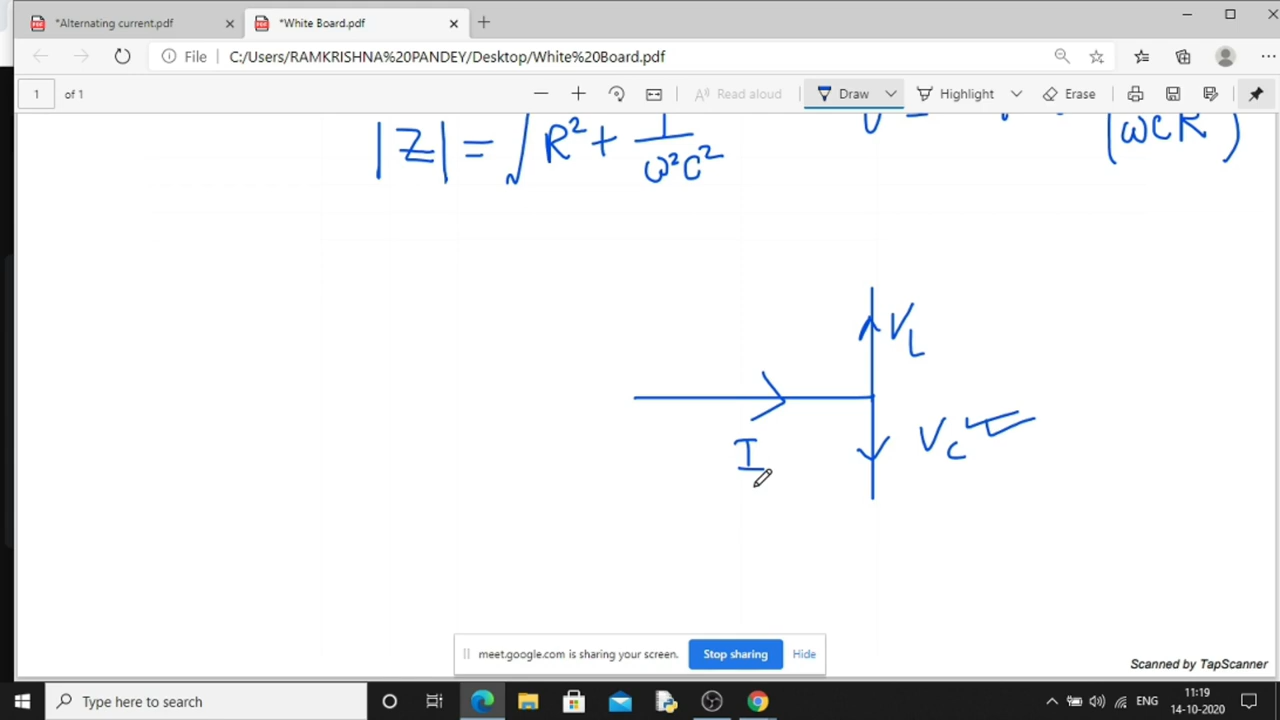 *Alternating current.pdf
*White Board.pdf
File C:/Users/RAMKRISHNA%20PANDEY/Desktop/White%20Board.pdf
1 of 1 Read aloud Draw Highlight Erase
|Z| = √R² + 1/ω²C²
(ωCR)
V_L
V_C
I
meet.google.com is sharing your screen. Stop sharing Hide
Scanned by TapScanner
Type here to search
ENG
11:19
14-10-2020